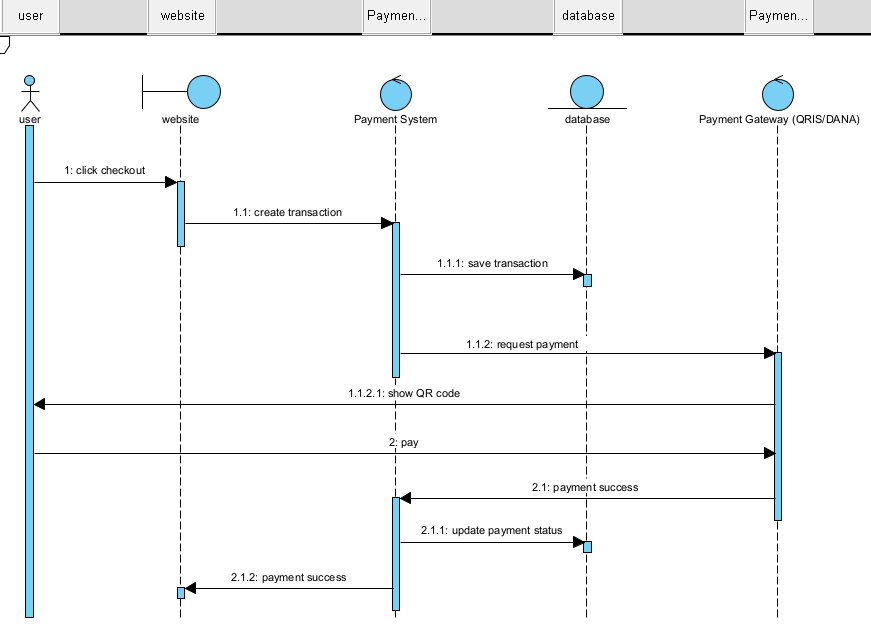 user
website
Paymen...
database
Paymen...
user
website
Payment System
database
Payment Gateway (QRIS/DANA)
1: click checkout
1.1: create transaction
1.1.1: save transaction
1.1.2: request payment
1.1.2.1: show QR code
2: pay
2.1: payment success
2.1.1: update payment status
2.1.2: payment success